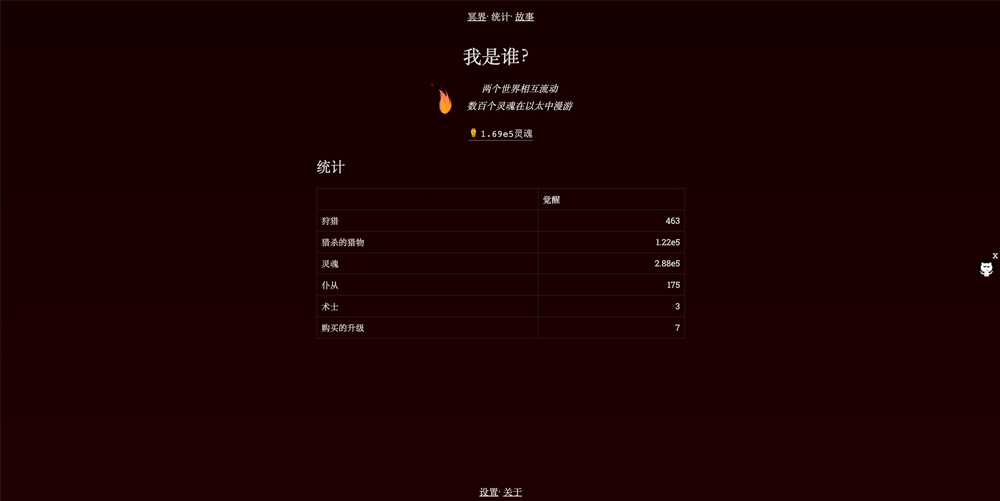 冥界· 统计· 故事
我是谁?
两个世界相互流动
数百个灵魂在以太中漫游
1.69e5灵魂
统计
觉醒
狩猎 463
猎杀的猎物 1.22e5
灵魂 2.88e5
仆从 175
术士 3
购买的升级 7
x
设置· 关于